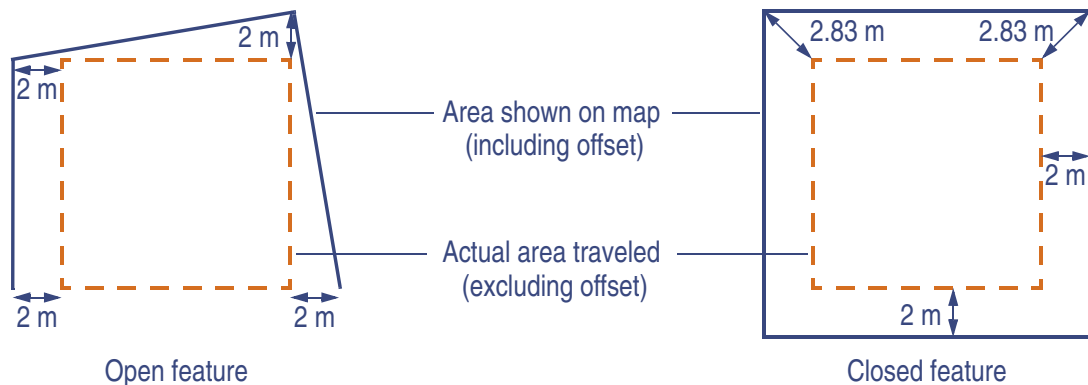 2 m
2.83 m
2.83 m
2 m
Area shown on map
(including offset)
2 m
Actual area traveled
(excluding offset)
2 m
2 m
2 m
Open feature
Closed feature